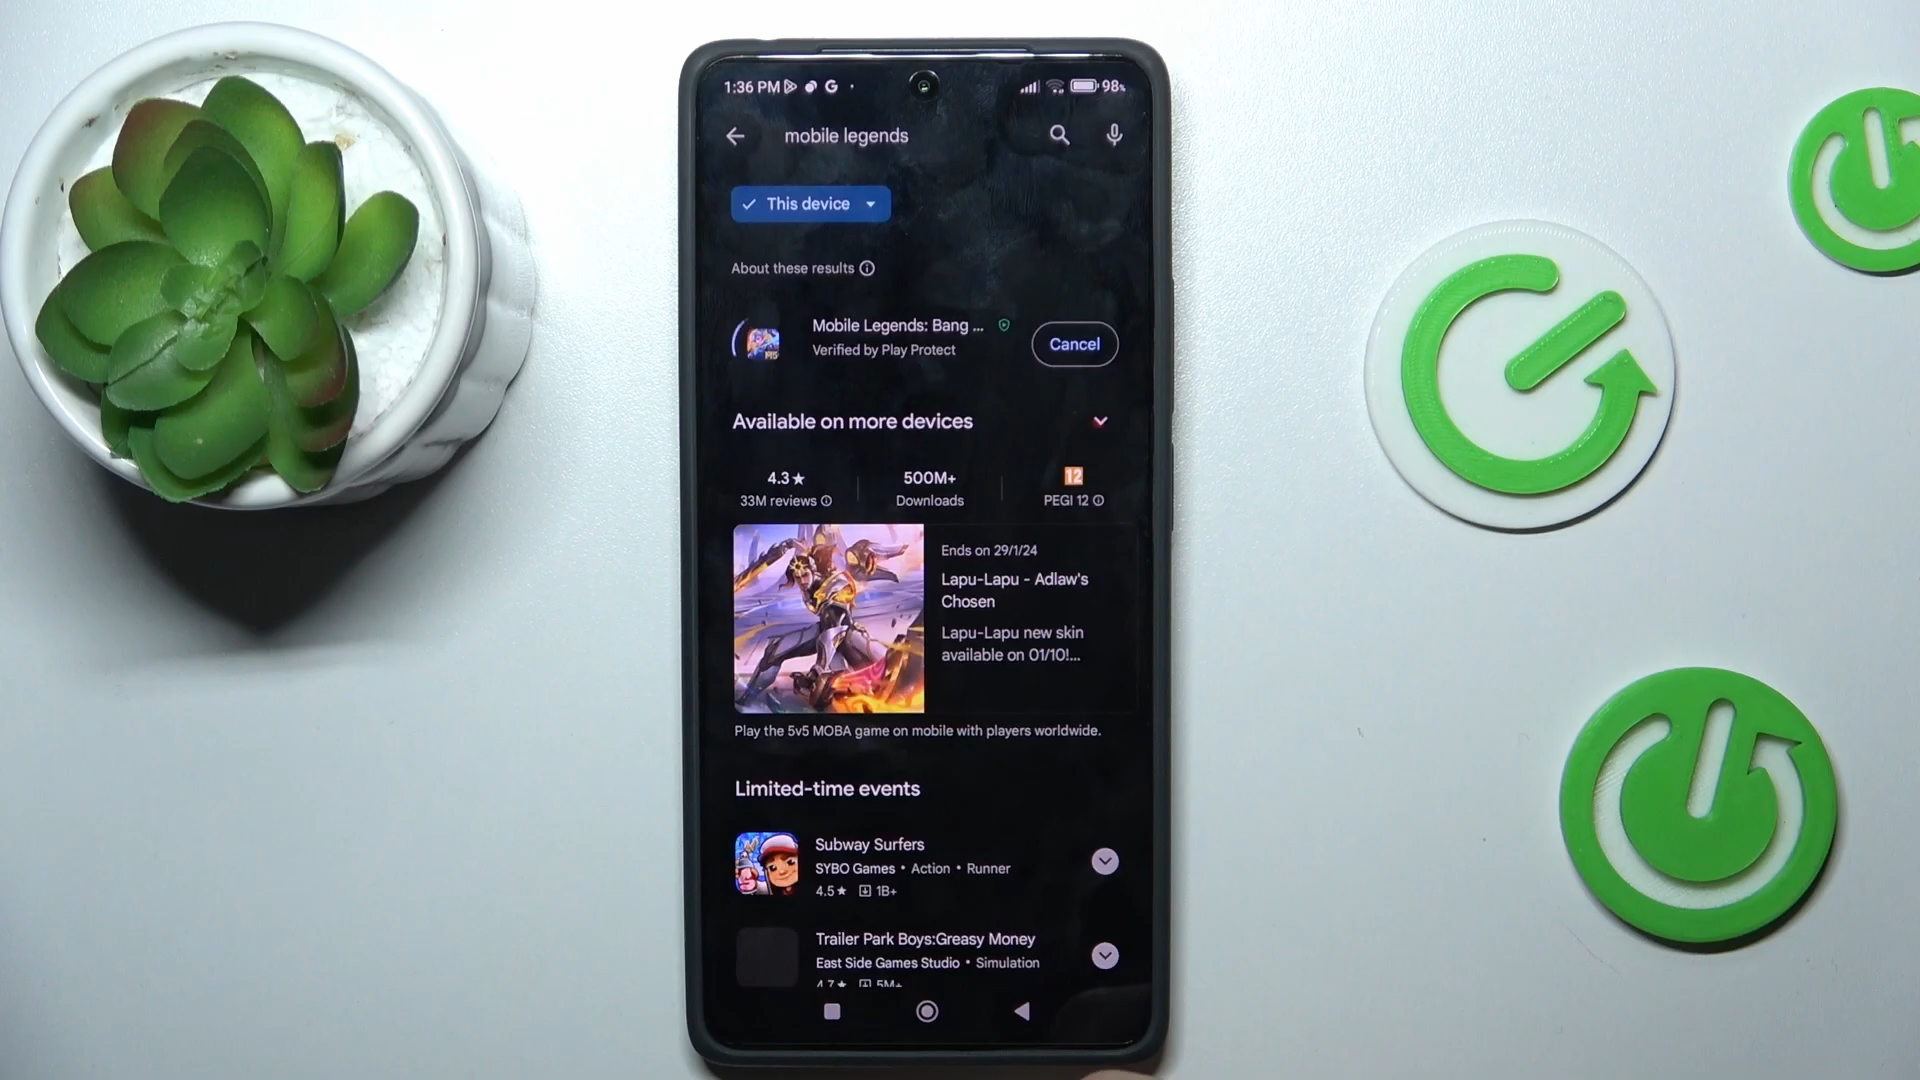 1:36 PM G 98%
mobile legends
This device
About these results
Mobile Legends: Bang ...
Verified by Play Protect
Cancel
Available on more devices
4.3★ 500M+ 12
33M reviews Downloads PEGI 12
Ends on 29/1/24
Lapu-Lapu - Adlaw's
Chosen
Lapu-Lapu new skin
available on 01/10!...
Play the 5v5 MOBA game on mobile with players worldwide.
Limited-time events
Subway Surfers
SYBO Games • Action • Runner
4.5★ 1B+
Trailer Park Boys:Greasy Money
East Side Games Studio • Simulation
4.7★ 5M+